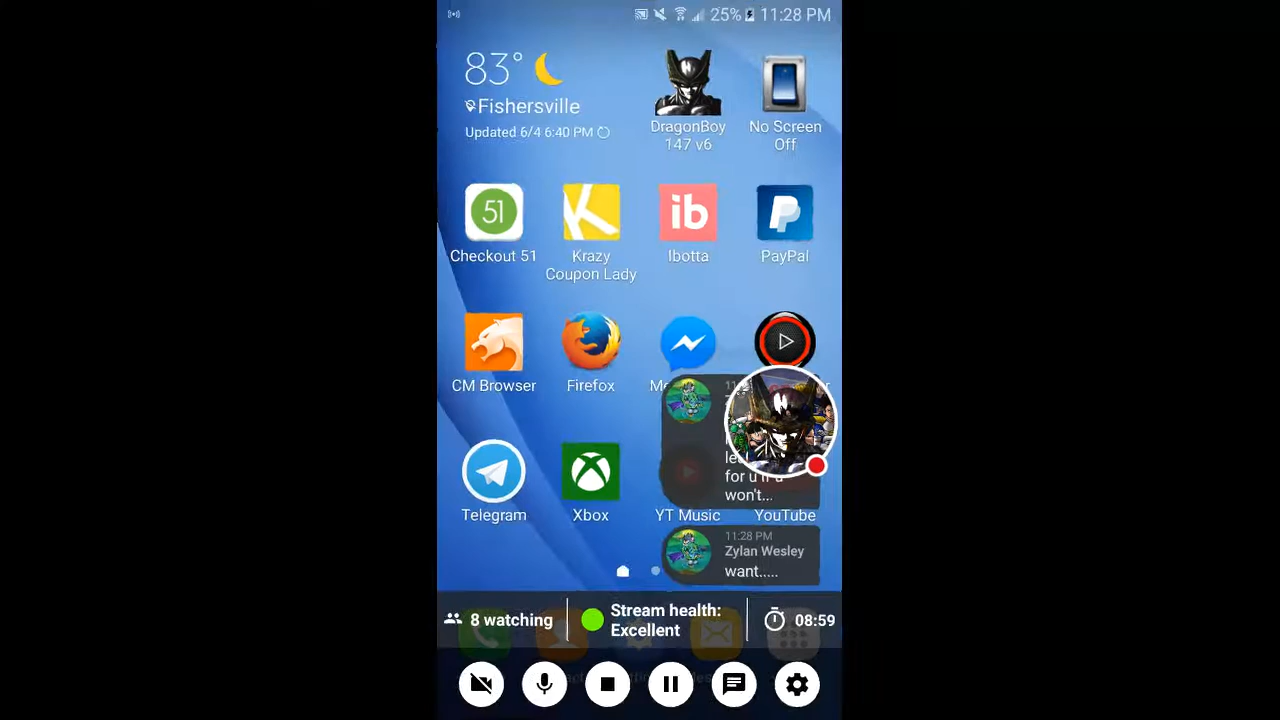 25% 11:28 PM
83°
Fishersville
Updated 6/4 6:40 PM
DragonBoy
147 v6
No Screen
Off
51
Checkout 51
K
Krazy
Coupon Lady
ib
Ibotta
P
PayPal
CM Browser
Firefox
Telegram
Xbox
YT Music
YouTube
for u if u
won't...
11:28 PM
Zylan Wesley
want.....
8 watching
Stream health:
Excellent
08:59